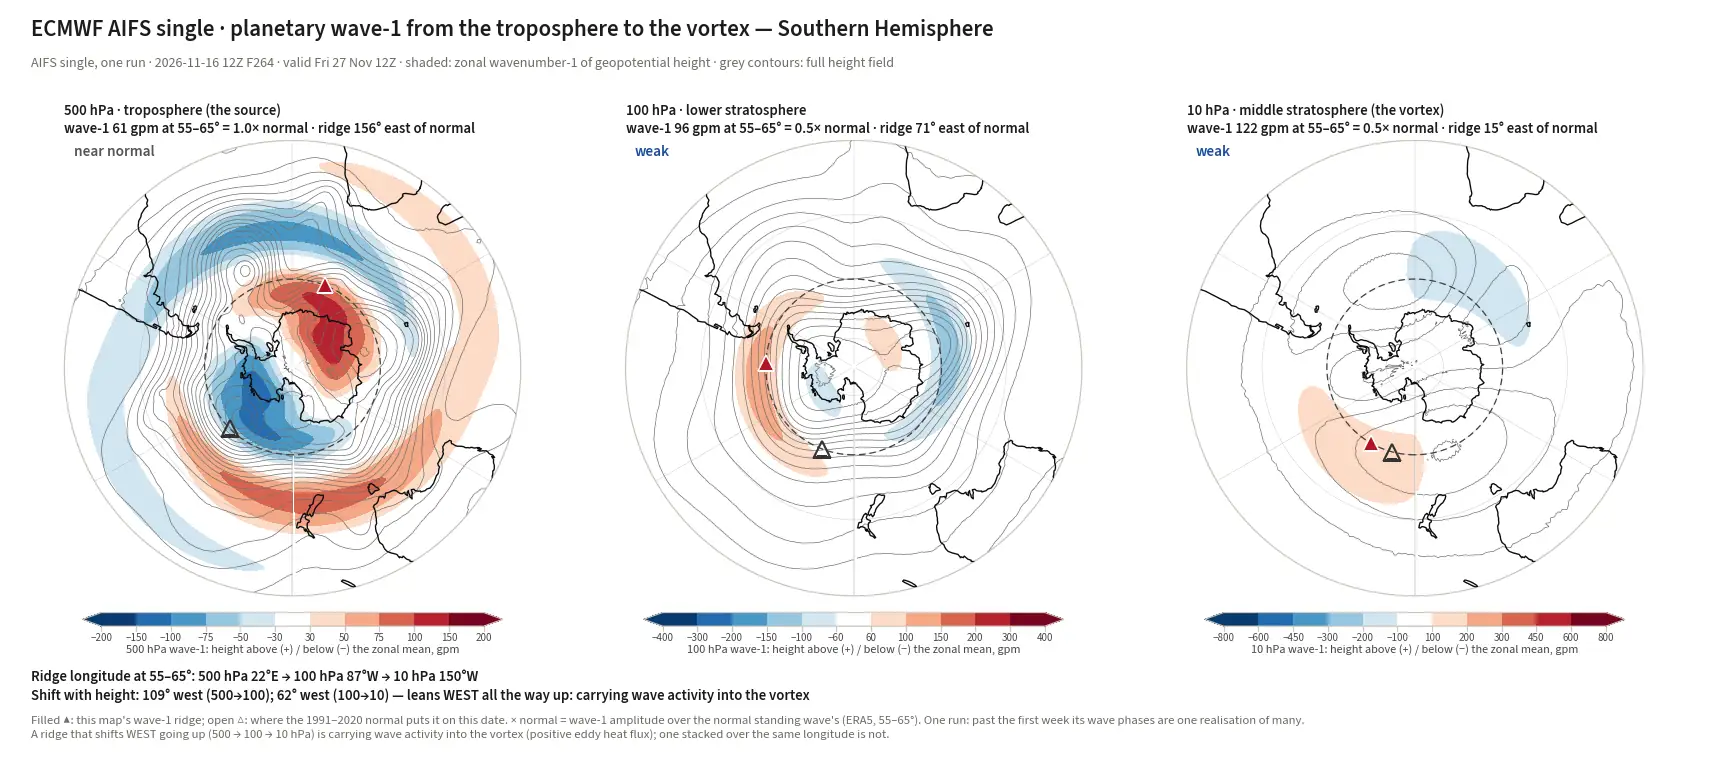 ECMWF AIFS single · planetary wave-1 from the troposphere to the vortex — Southern Hemisphere
AIFS single, one run · 2026-11-16 12Z F264 · valid Fri 27 Nov 12Z · shaded: zonal wavenumber-1 of geopotential height · grey contours: full height field
500 hPa · troposphere (the source)
wave-1 61 gpm at 55–65° = 1.0× normal · ridge 156° east of normal
near normal
100 hPa · lower stratosphere
wave-1 96 gpm at 55–65° = 0.5× normal · ridge 71° east of normal
weak
10 hPa · middle stratosphere (the vortex)
wave-1 122 gpm at 55–65° = 0.5× normal · ridge 15° east of normal
weak
−200 −150 −100 −75 −50 −30 30 50 75 100 150 200
500 hPa wave-1: height above (+) / below (−) the zonal mean, gpm
−400 −300 −200 −150 −100 −60 60 100 150 200 300 400
100 hPa wave-1: height above (+) / below (−) the zonal mean, gpm
−800 −600 −450 −300 −200 −100 100 200 300 450 600 800
10 hPa wave-1: height above (+) / below (−) the zonal mean, gpm
Ridge longitude at 55–65°: 500 hPa 22°E → 100 hPa 87°W → 10 hPa 150°W
Shift with height: 109° west (500→100); 62° west (100→10) — leans WEST all the way up: carrying wave activity into the vortex
Filled ▲: this map's wave-1 ridge; open △: where the 1991–2020 normal puts it on this date. × normal = wave-1 amplitude over the normal standing wave's (ERA5, 55–65°). One run: past the first week its wave phases are one realisation of many.
A ridge that shifts WEST going up (500 → 100 → 10 hPa) is carrying wave activity into the vortex (positive eddy heat flux); one stacked over the same longitude is not.